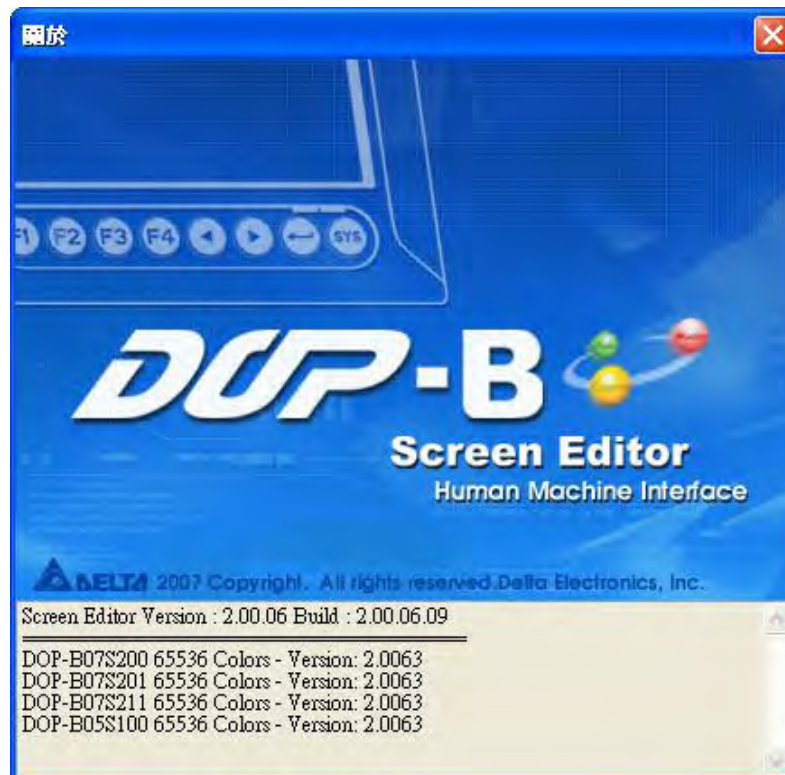 關於
F1 F2 F3 F4 SYS
DOP-B
Screen Editor
Human Machine Interface
DELTA 2007 Copyright. All rights reserved.Delta Electronics, Inc.
Screen Editor Version : 2.00.06 Build : 2.00.06.09
DOP-B07S200 65536 Colors - Version: 2.0063
DOP-B07S201 65536 Colors - Version: 2.0063
DOP-B07S211 65536 Colors - Version: 2.0063
DOP-B05S100 65536 Colors - Version: 2.0063